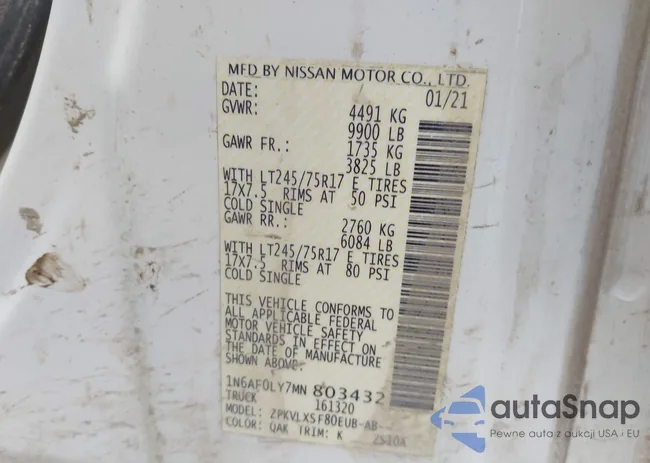 MFD BY NISSAN MOTOR CO., LTD.
DATE: 01/21
GVWR: 4491 KG
9900 LB
GAWR FR.: 1735 KG
3825 LB
WITH LT245/75R17 E TIRES
17X7.5 RIMS AT 50 PSI
COLD SINGLE
GAWR RR.: 2760 KG
6084 LB
WITH LT245/75R17 E TIRES
17X7.5 RIMS AT 80 PSI
COLD SINGLE
THIS VEHICLE CONFORMS TO
ALL APPLICABLE FEDERAL
MOTOR VEHICLE SAFETY
STANDARDS IN EFFECT ON
THE DATE OF MANUFACTURE
SHOWN ABOVE.
1N6AF0LY7MN 803432
TRUCK 161320
MODEL: ZPKVLXSF80EUB-AB--
COLOR: QAK TRIM: K 2S10A
autoSnap
Pewne auta z aukcji USA i EU